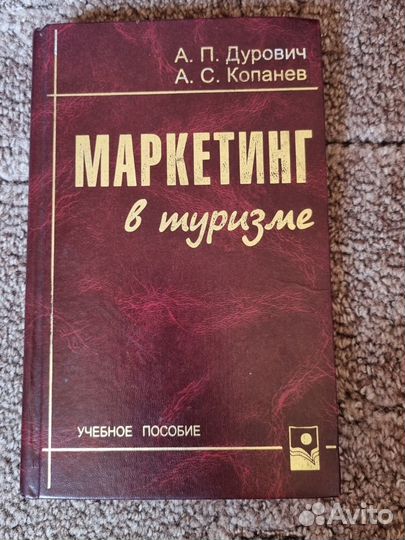 А. П. Дурович
А. С. Копанев
МАРКЕТИНГ
в туризме
УЧЕБНОЕ ПОСОБИЕ
Avito